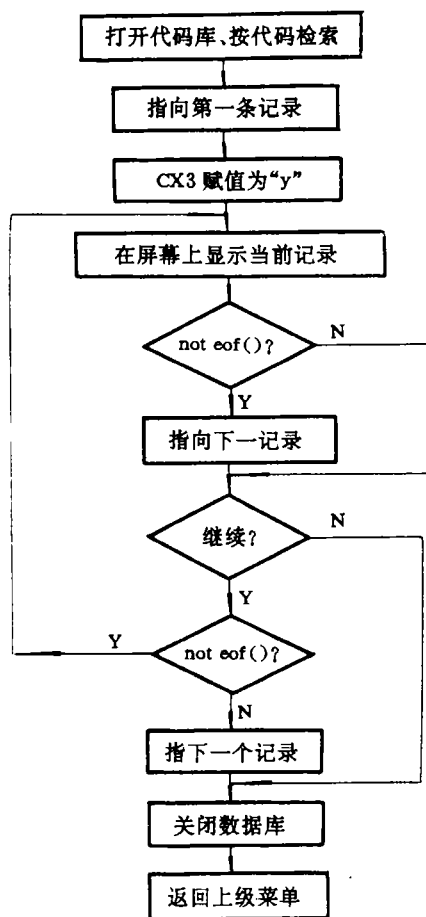 打开代码库、按代码检索
指向第一条记录
CX3 赋值为“y”
在屏幕上显示当前记录
not eof()?
N
Y
指向下一记录
继续?
N
Y
Y
not eof()?
N
指下一个记录
关闭数据库
返回上级菜单